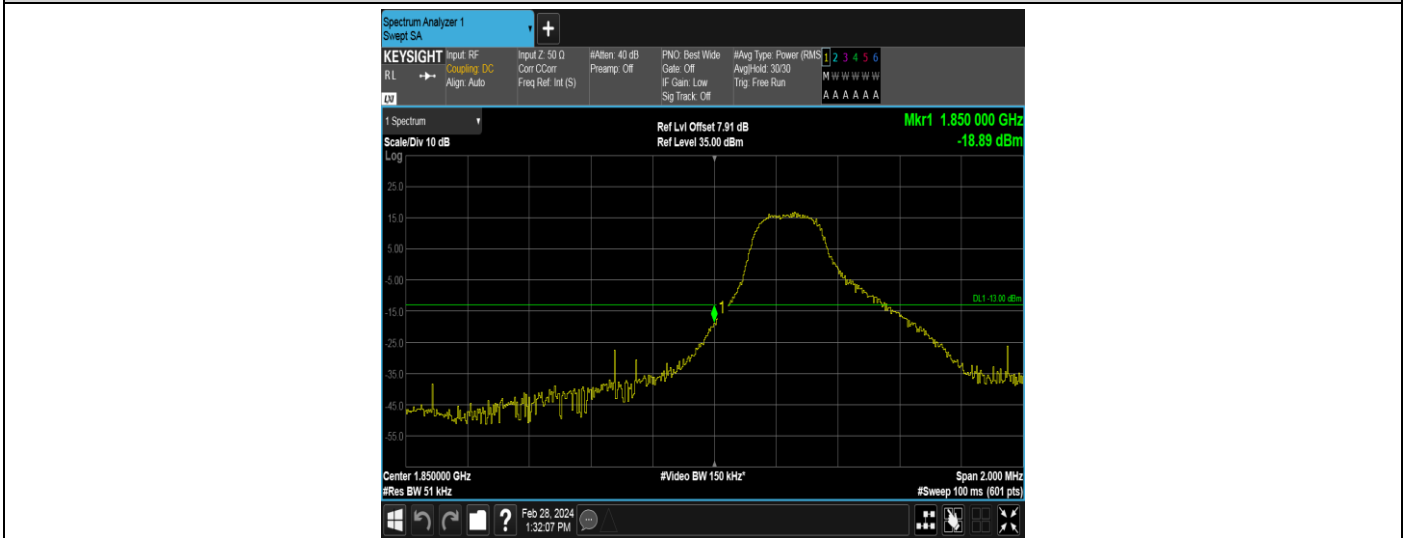 Spectrum Analyzer 1
Swept SA
+
KEYSIGHT
RL
LXI
Input: RF
Coupling: DC
Align: Auto
Input Z: 50 Ω
Corr CCorr
Freq Ref: Int (S)
#Atten: 40 dB
Preamp: Off
PNO: Best Wide
Gate: Off
IF Gain: Low
Sig Track: Off
#Avg Type: Power (RMS
Avg|Hold: 30/30
Trig: Free Run
1 2 3 4 5 6
M W W W W W
A A A A A A
1 Spectrum
Scale/Div 10 dB
Ref Lvl Offset 7.91 dB
Ref Level 35.00 dBm
Mkr1 1.850 000 GHz
-18.89 dBm
Log
25.0
15.0
5.00
-5.00
-15.0
-25.0
-35.0
-45.0
-55.0
1
DL1 -13.00 dBm
Center 1.850000 GHz
#Res BW 51 kHz
#Video BW 150 kHz*
Span 2.000 MHz
#Sweep 100 ms (601 pts)
?
Feb 28, 2024
1:32:07 PM